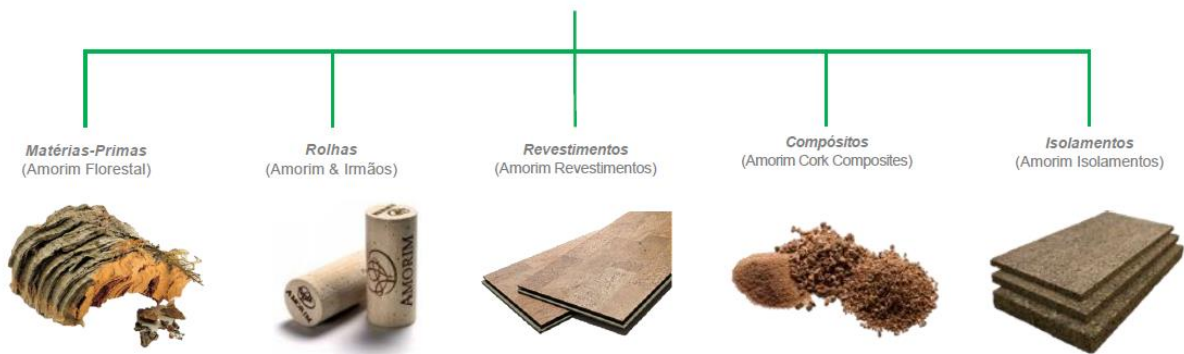 Matérias-Primas
(Amorim Florestal)
Rolhas
(Amorim & Irmãos)
Revestimentos
(Amorim Revestimentos)
Compósitos
(Amorim Cork Composites)
Isolamentos
(Amorim Isolamentos)
AMORIM
AMORIM
AMORIM